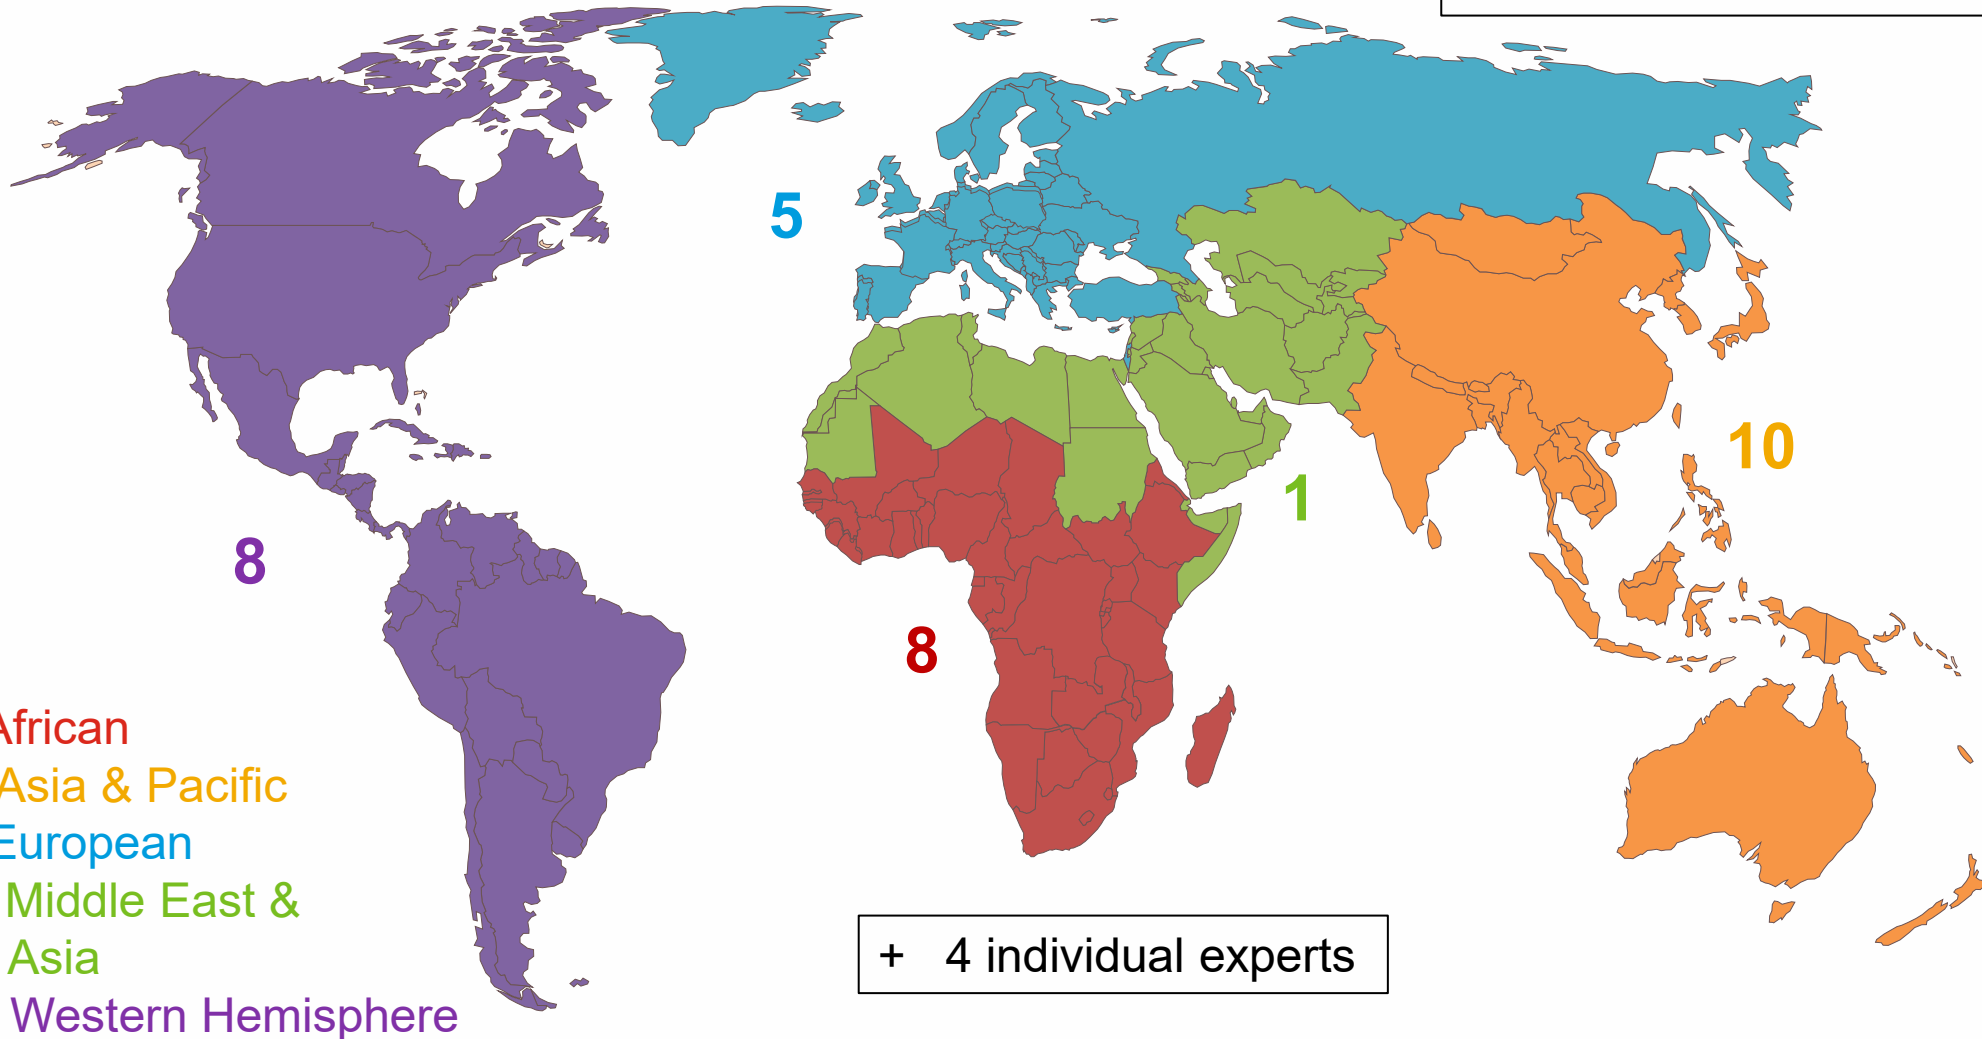 5
10
1
8
8
African
Asia & Pacific
European
Middle East &
Asia
Western Hemisphere
+ 4 individual experts